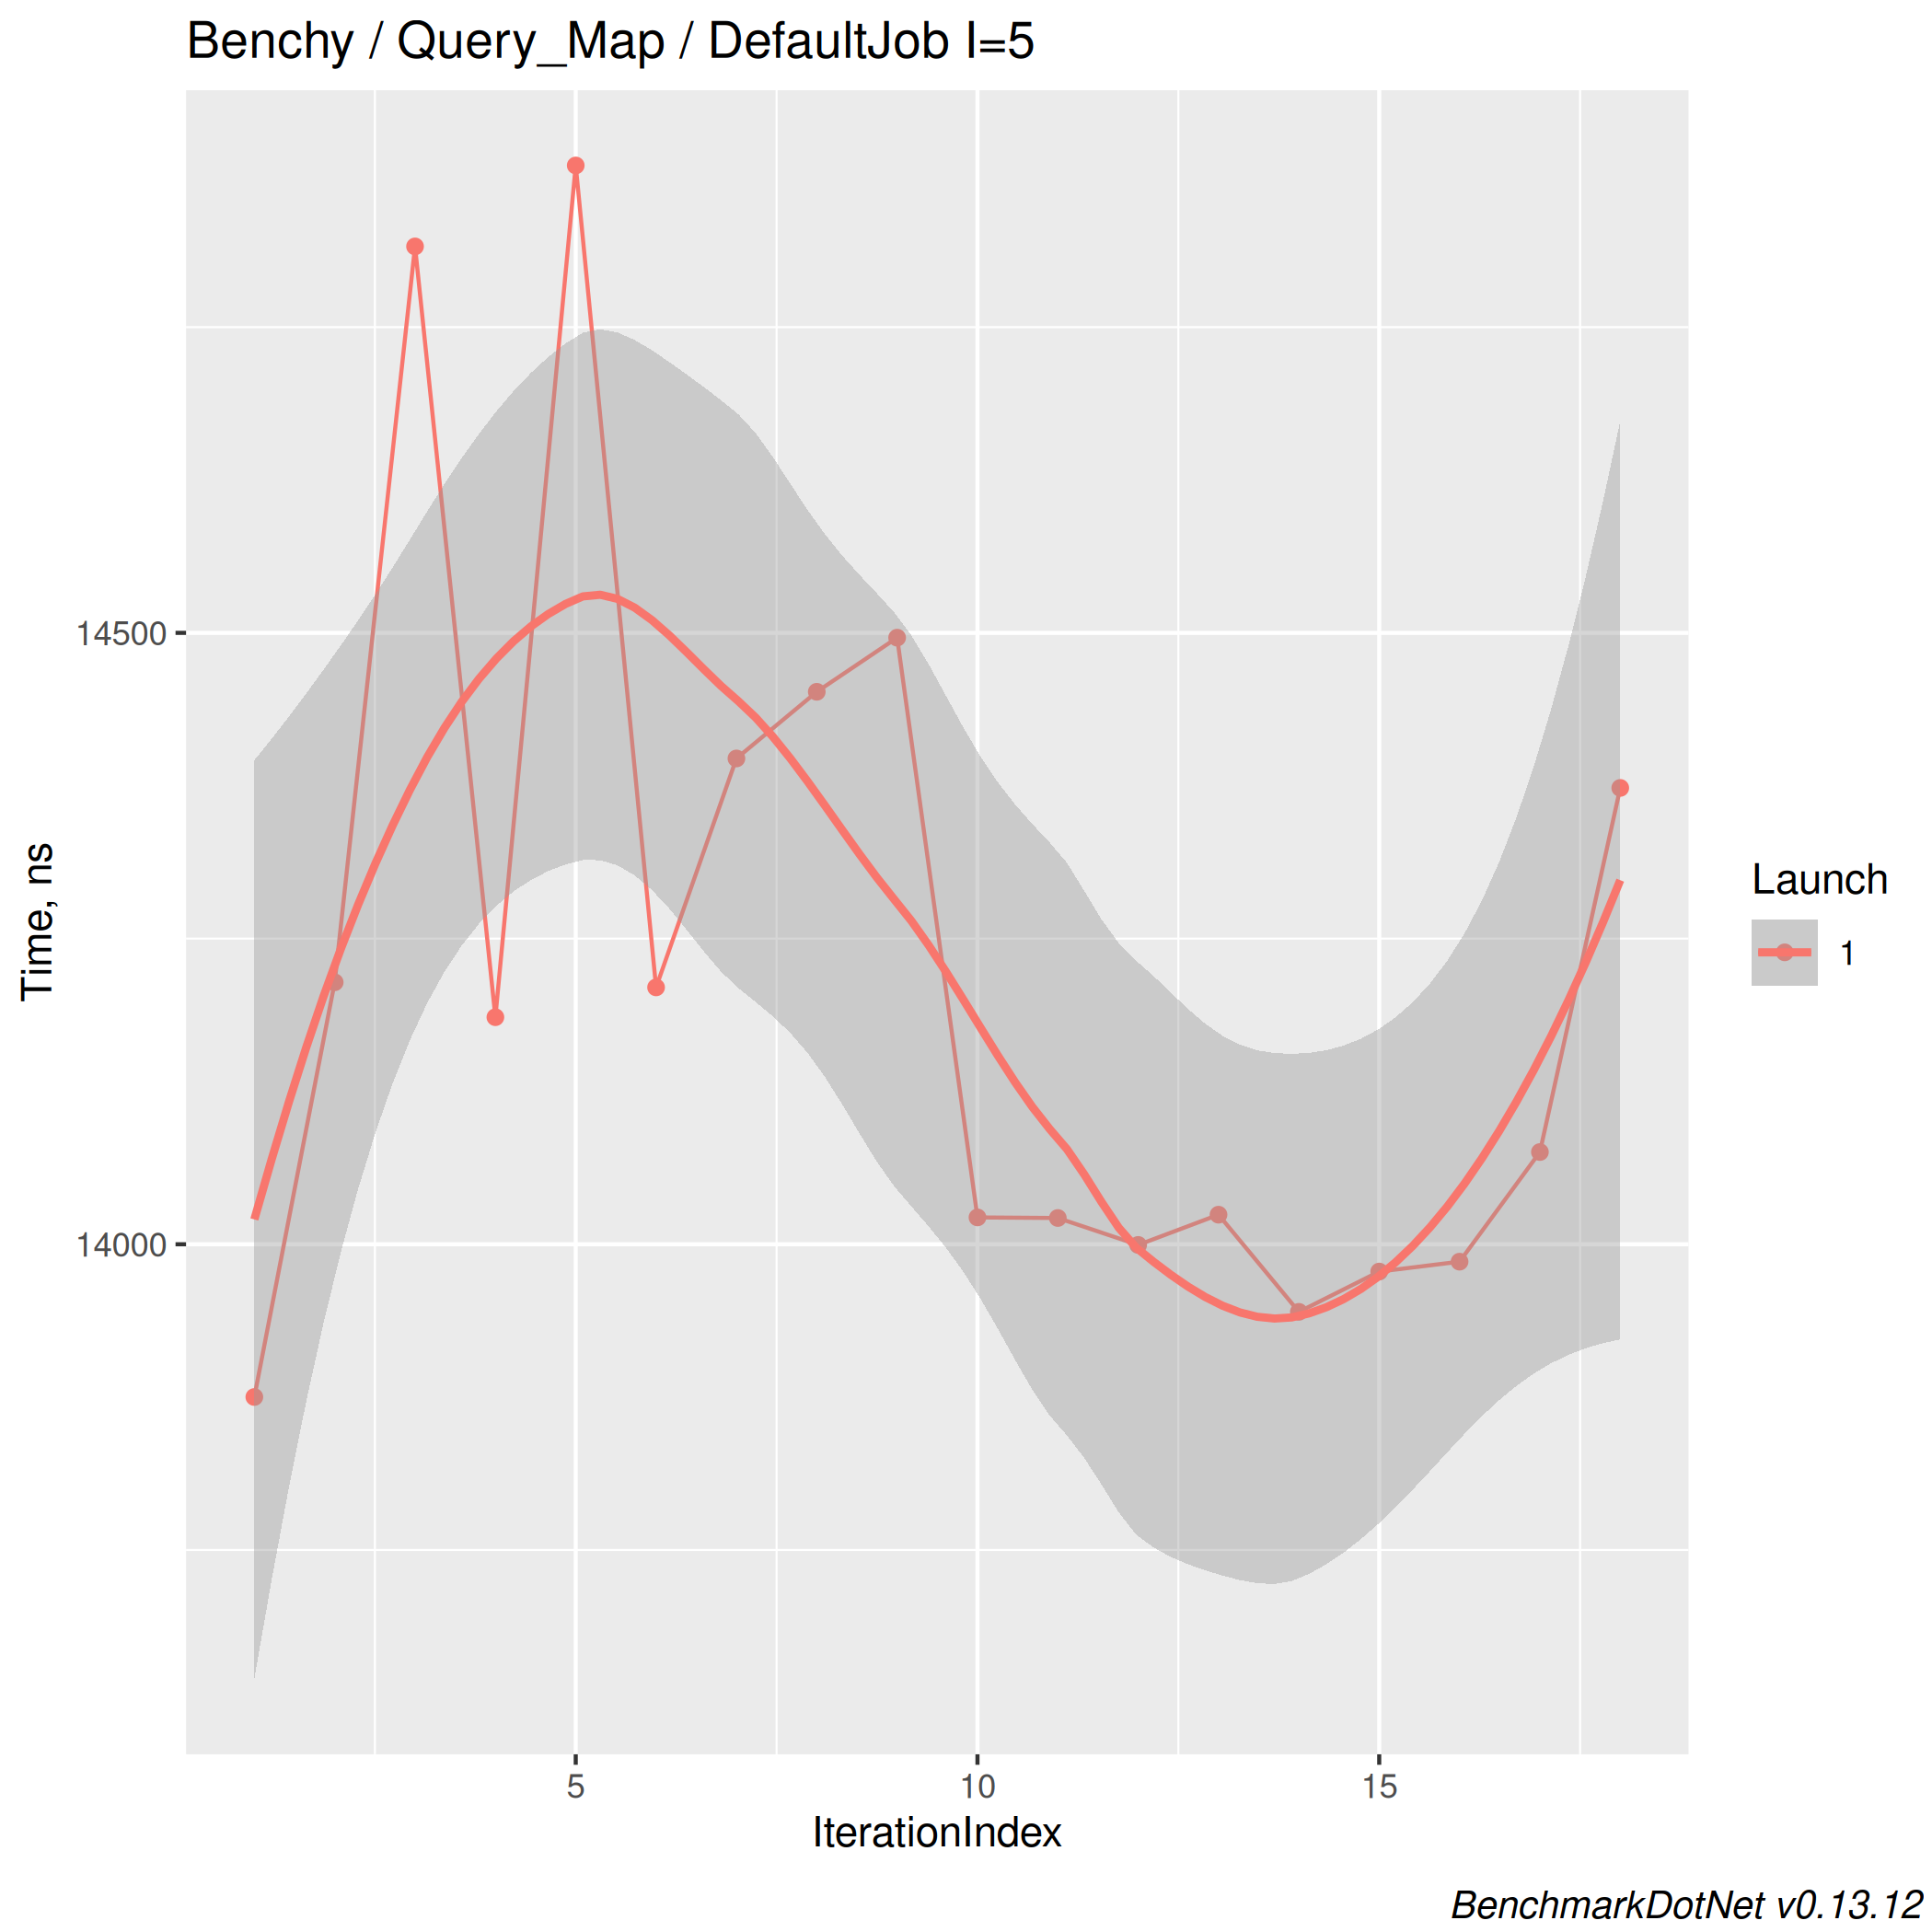 Benchy / Query_Map / DefaultJob I=5
Time, ns
14500
14000
5
10
15
IterationIndex
Launch
1
BenchmarkDotNet v0.13.12